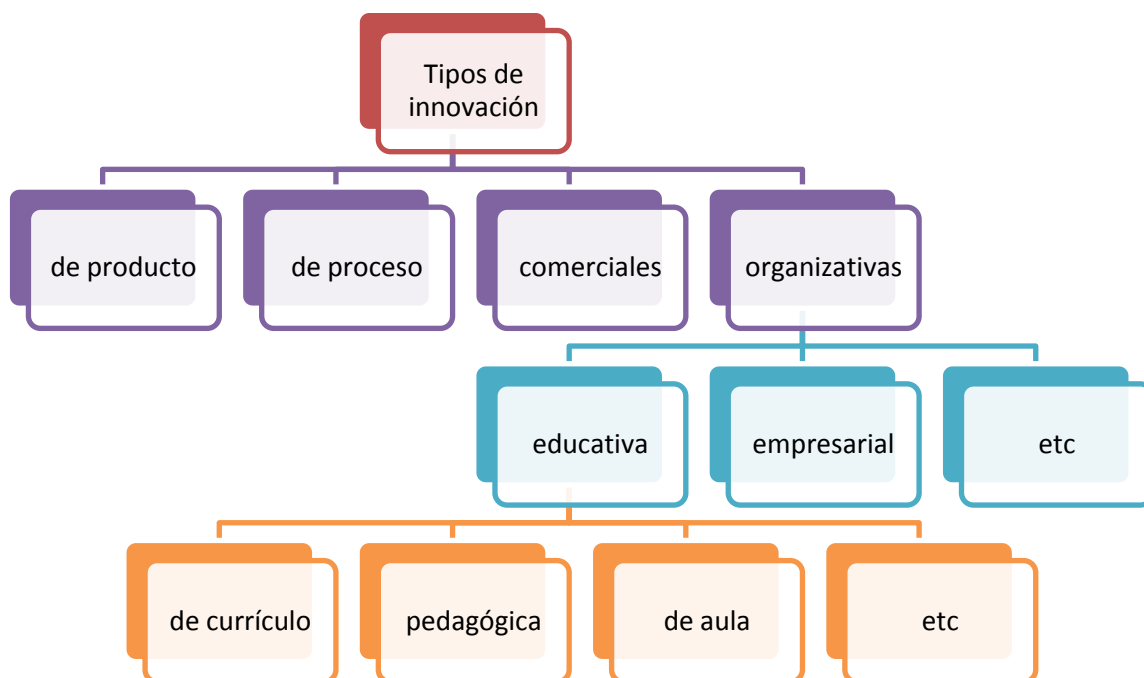 Tipos de
innovación
de producto
de proceso
comerciales
organizativas
educativa
empresarial
etc
de currículo
pedagógica
de aula
etc